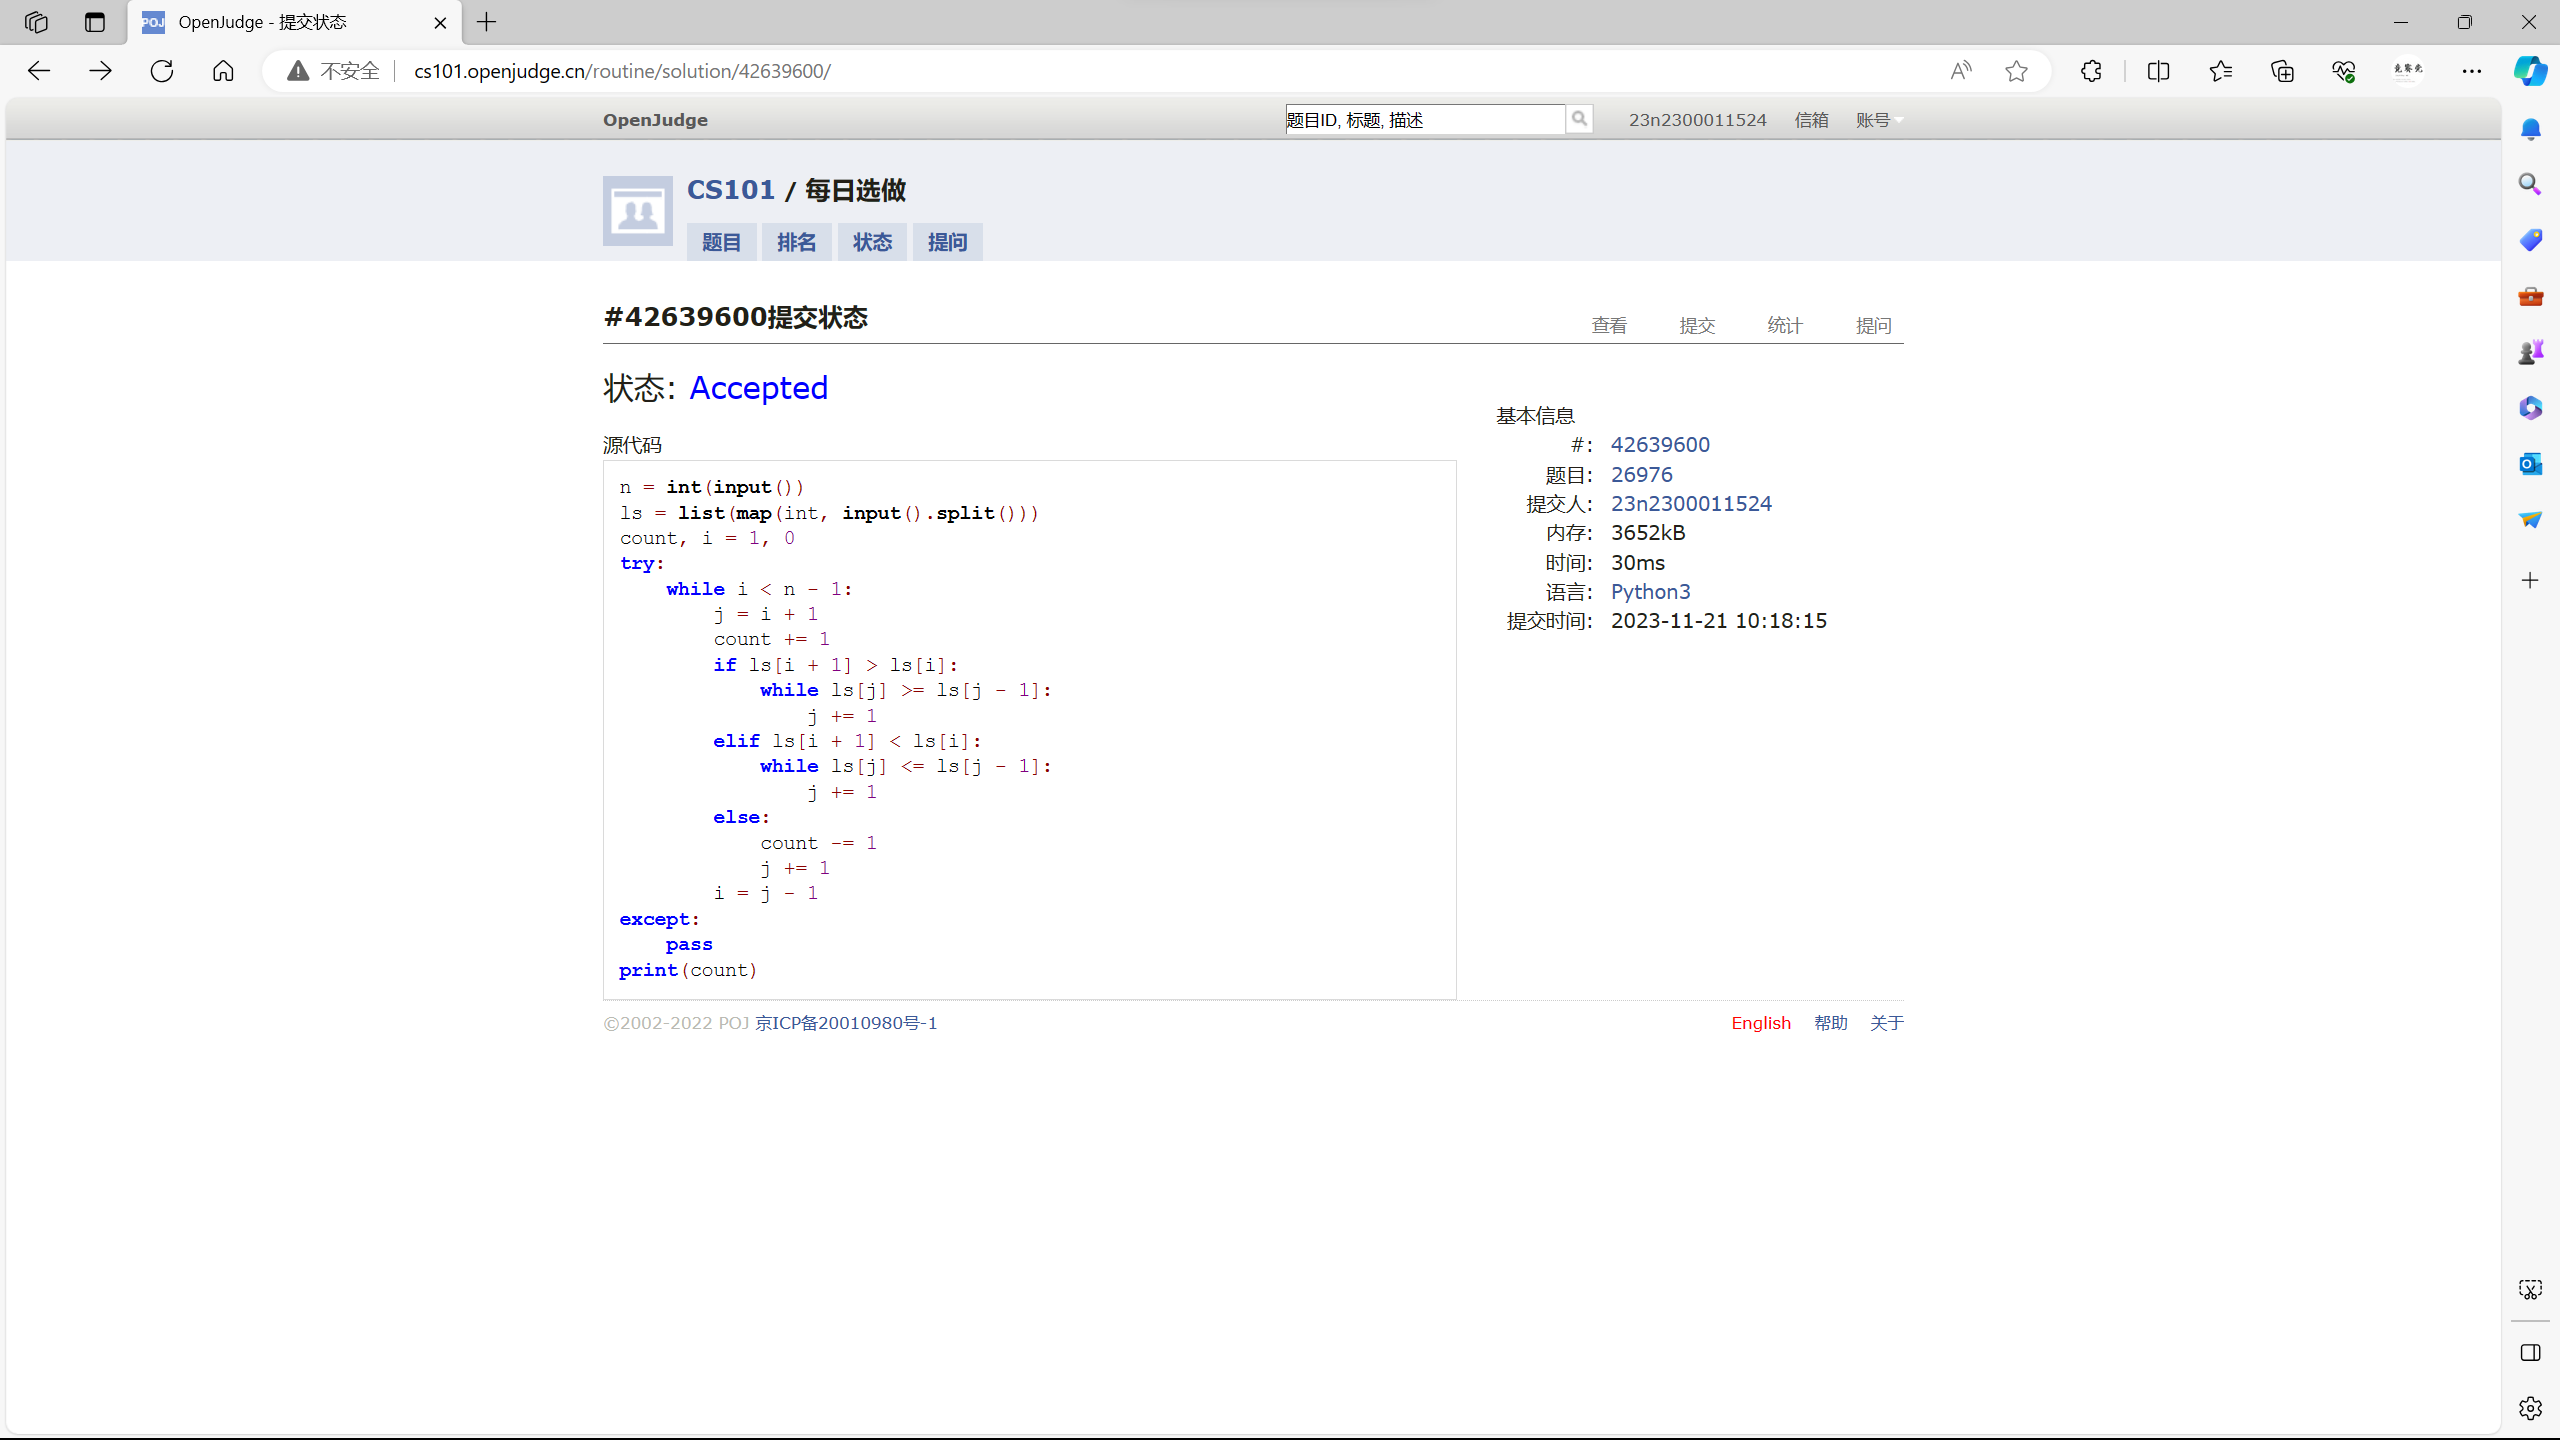 OpenJudge - 提交状态
不安全 cs101.openjudge.cn/routine/solution/42639600/
OpenJudge 题目ID, 标题, 描述 23n2300011524 信箱 账号
CS101 / 每日选做
题目 排名 状态 提问
#42639600提交状态 查看 提交 统计 提问
状态: Accepted
源代码
n = int(input())
ls = list(map(int, input().split()))
count, i = 1, 0
try:
    while i < n - 1:
        j = i + 1
        count += 1
        if ls[i + 1] > ls[i]:
            while ls[j] >= ls[j - 1]:
                j += 1
        elif ls[i + 1] < ls[i]:
            while ls[j] <= ls[j - 1]:
                j += 1
        else:
            count -= 1
            j += 1
        i = j - 1
except:
    pass
print(count)
基本信息
#: 42639600
题目: 26976
提交人: 23n2300011524
内存: 3652kB
时间: 30ms
语言: Python3
提交时间: 2023-11-21 10:18:15
©2002-2022 POJ 京ICP备20010980号-1 English 帮助 关于